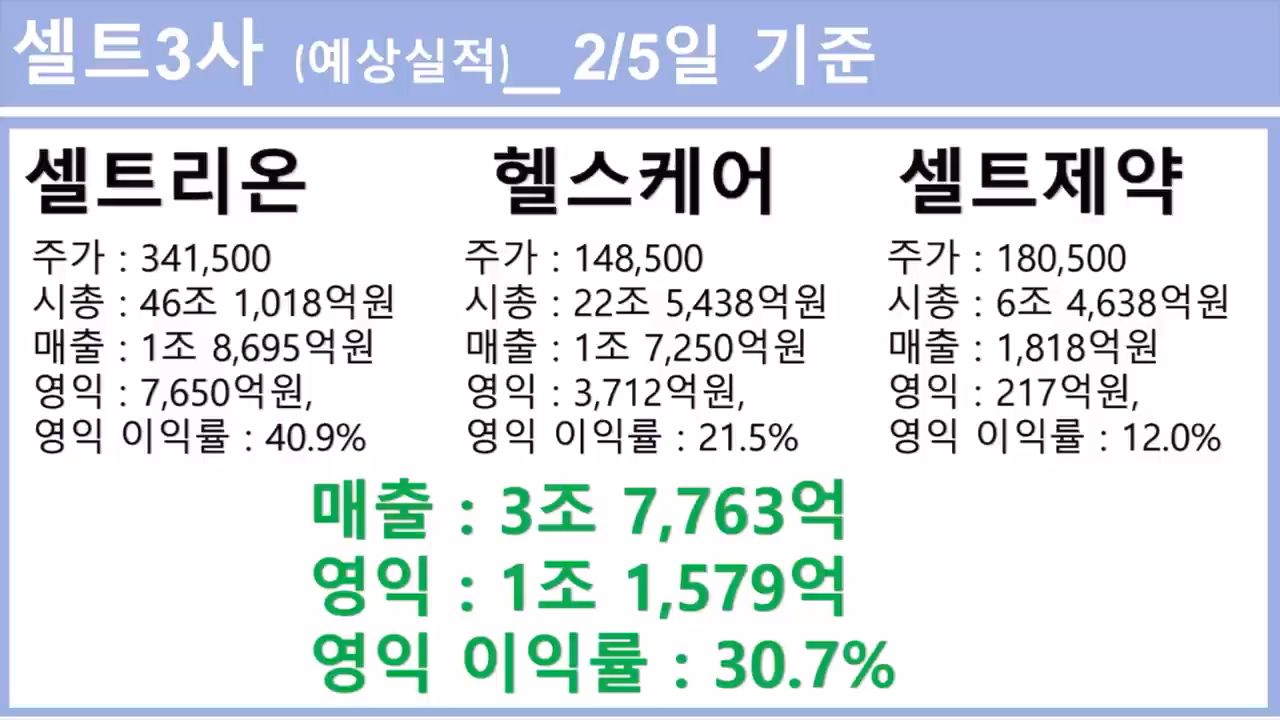 셀트3사 (예상실적)__ 2/5일 기준
셀트리온
주가 : 341,500
시총 : 46조 1,018억원
매출 : 1조 8,695억원
영익 : 7,650억원,
영익 이익률 : 40.9%
헬스케어
주가 : 148,500
시총 : 22조 5,438억원
매출 : 1조 7,250억원
영익 : 3,712억원,
영익 이익률 : 21.5%
셀트제약
주가 : 180,500
시총 : 6조 4,638억원
매출 : 1,818억원
영익 : 217억원,
영익 이익률 : 12.0%
매출 : 3조 7,763억
영익 : 1조 1,579억
영익 이익률 : 30.7%